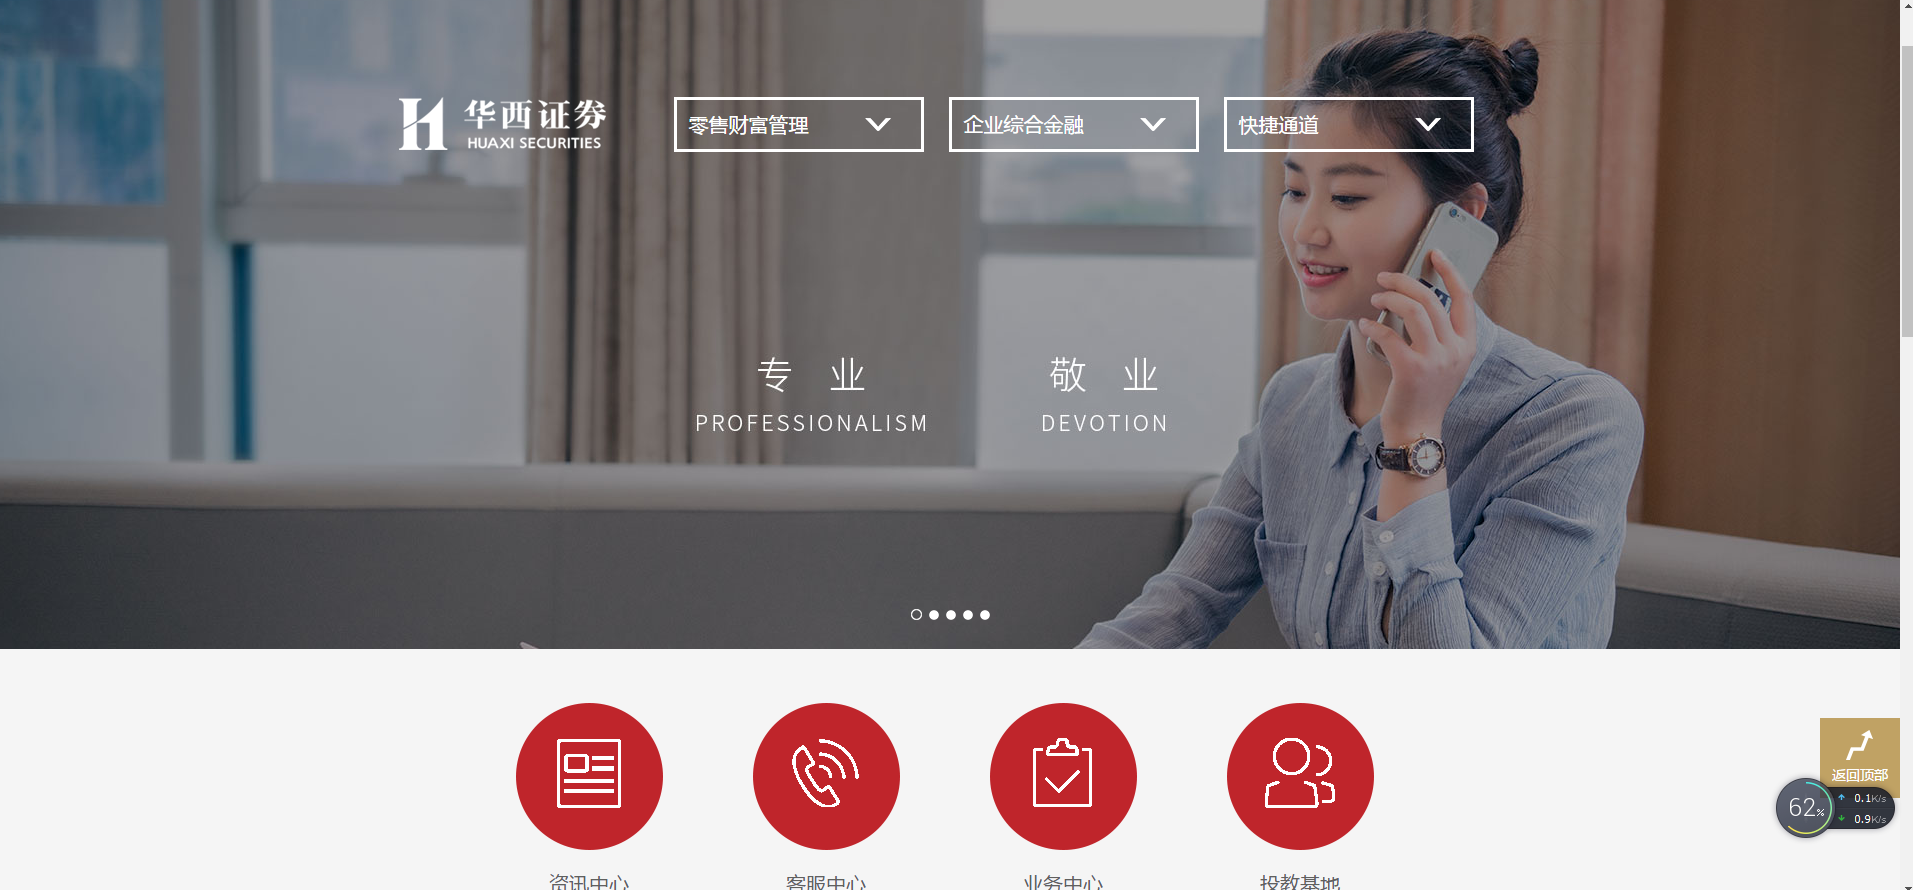 华西证券
HUAXI SECURITIES
零售财富管理
企业综合金融
快捷通道
专 业
敬 业
PROFESSIONALISM
DEVOTION
返回顶部
62%
0.1K/s
0.9K/s
资讯中心
客服中心
业务中心
投教基地